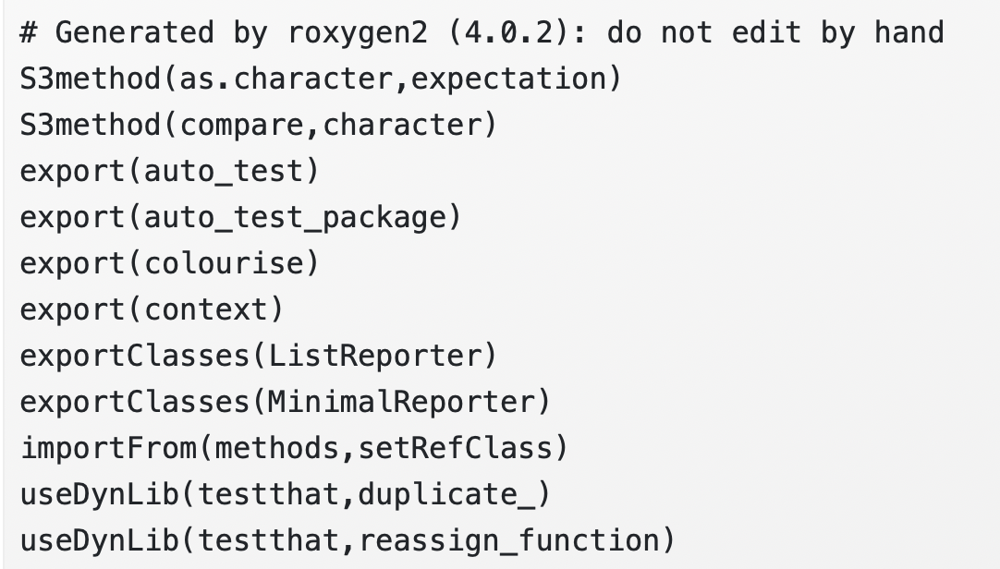 # Generated by roxygen2 (4.0.2): do not edit by hand
S3method(as.character,expectation)
S3method(compare,character)
export(auto_test)
export(auto_test_package)
export(colourise)
export(context)
exportClasses(ListReporter)
exportClasses(MinimalReporter)
importFrom(methods,setRefClass)
useDynLib(testthat,duplicate_)
useDynLib(testthat,reassign_function)